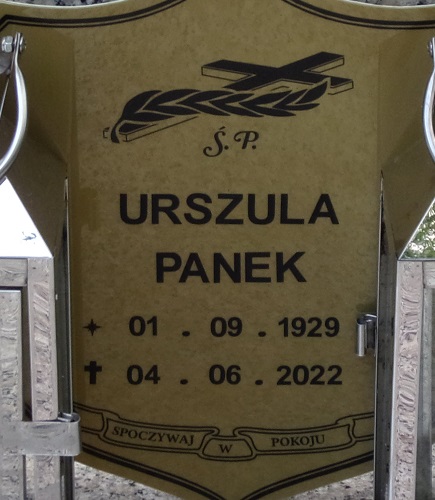 Ś. P.
URSZULA
PANEK
01 . 09 . 1929
04 . 06 . 2022
SPOCZYWAJ W POKOJU